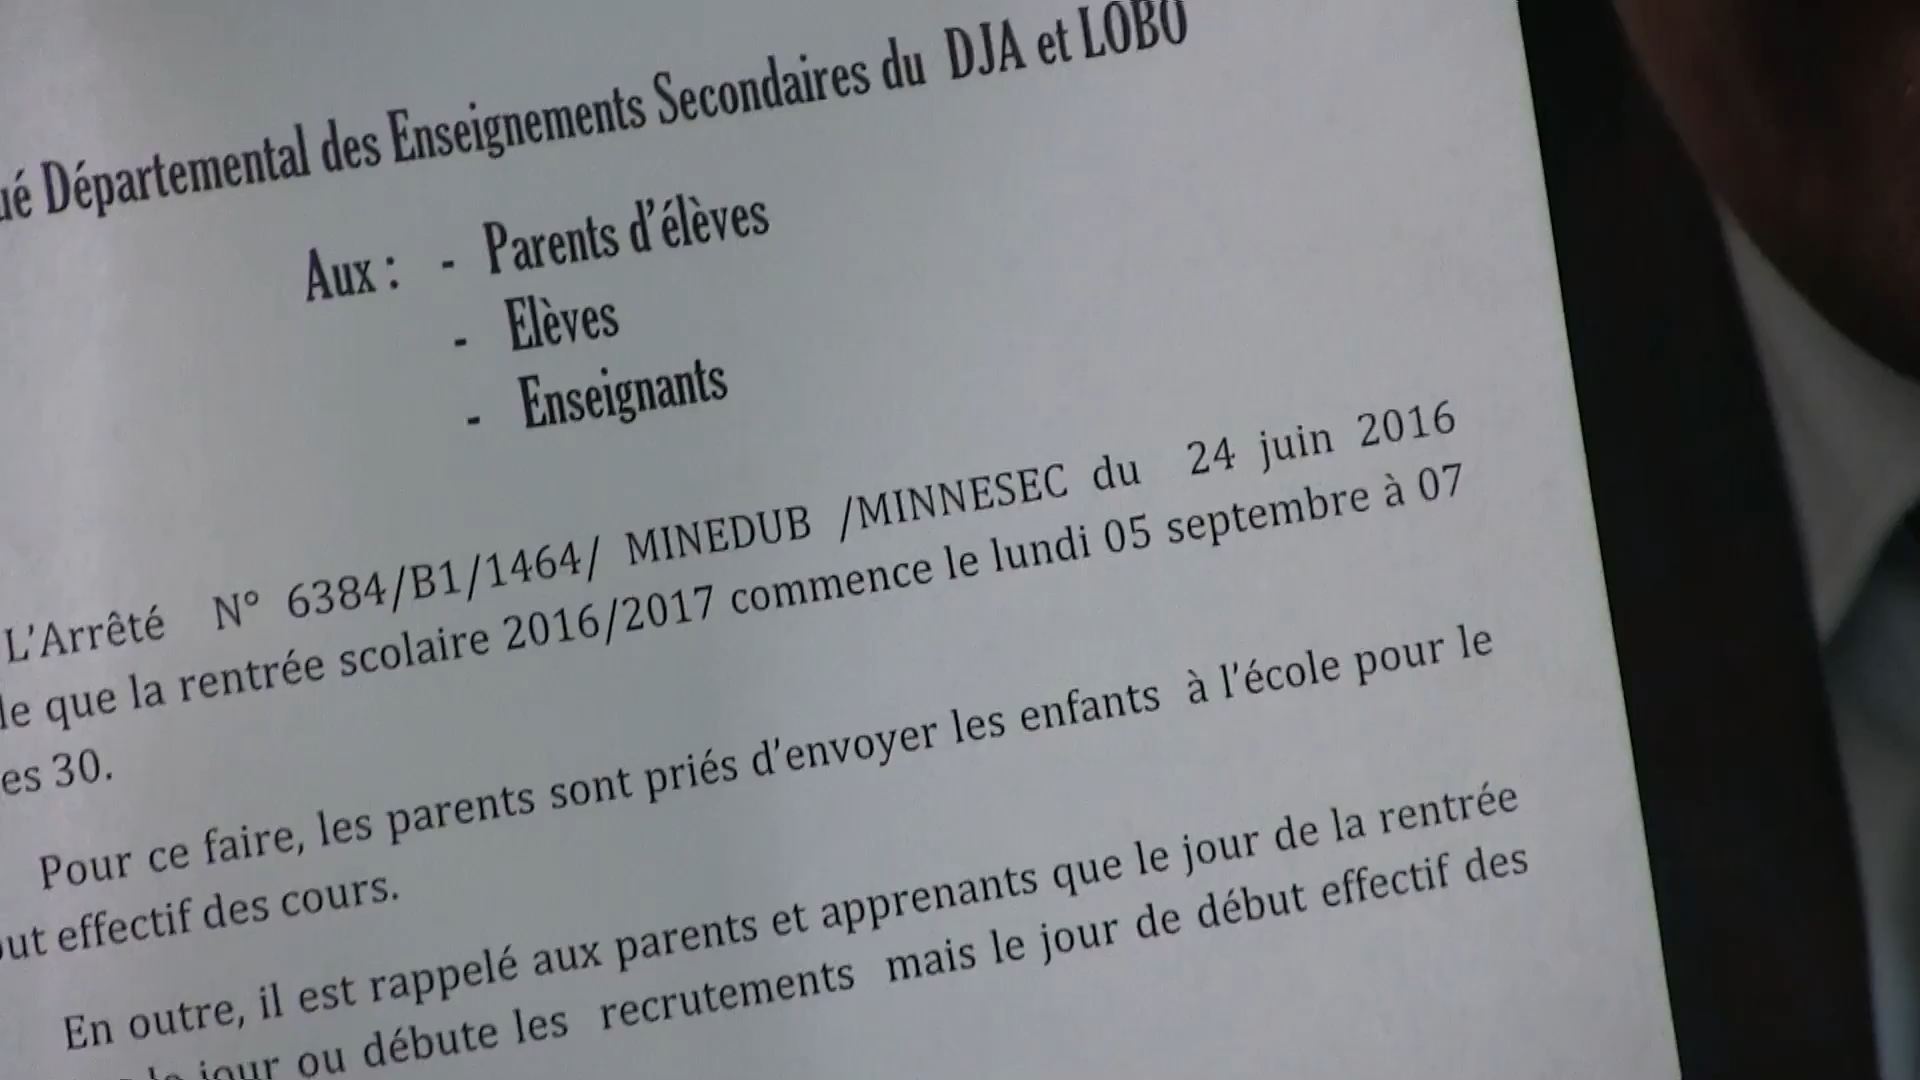 Départemental des Enseignements Secondaires du DJA et LOBO
Aux : - Parents d'élèves
- Elèves
- Enseignants
L'Arrêté N° 6384/B1/1464/ MINEDUB /MINNESEC du 24 juin 2016
que la rentrée scolaire 2016/2017 commence le lundi 05 septembre à 07
es 30.
Pour ce faire, les parents sont priés d'envoyer les enfants à l'école pour le
ut effectif des cours.
En outre, il est rappelé aux parents et apprenants que le jour de la rentrée
jour ou débute les recrutements mais le jour de début effectif des